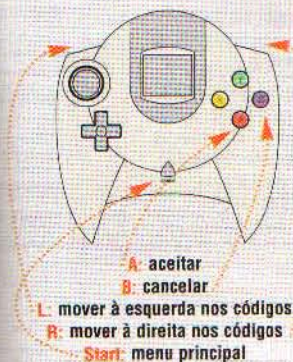 A: aceitar
B: cancelar
L: mover à esquerda nos códigos
R: mover à direita nos códigos
Start: menu principal